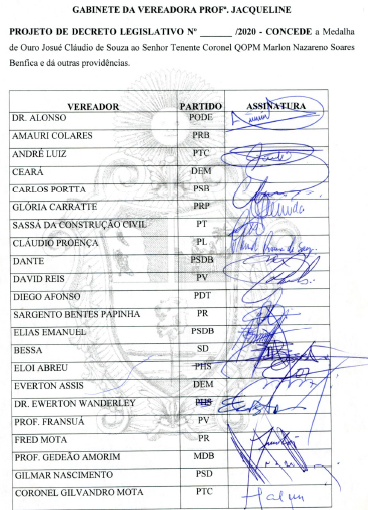 GABINETE DA VEREADORA PROFª. JACQUELINE
PROJETO DE DECRETO LEGISLATIVO Nº _______ /2020 - CONCEDE a Medalha
de Ouro Josué Cláudio de Souza ao Senhor Tenente Coronel QOPM Marlon Nazareno Soares
Benfica e dá outras providências.
VEREADOR PARTIDO ASSINATURA
DR. ALONSO PODE
AMAURI COLARES PRB
ANDRÉ LUIZ PTC
CEARÁ DEM
CARLOS PORTTA PSB
GLÓRIA CARRATTE PRP
SASSÁ DA CONSTRUÇÃO CIVIL PT
CLÁUDIO PROENÇA PL
DANTE PSDB
DAVID REIS PV
DIEGO AFONSO PDT
SARGENTO BENTES PAPINHA PR
ELIAS EMANUEL PSDB
BESSA SD
ELOI ABREU PHS
EVERTON ASSIS DEM
DR. EWERTON WANDERLEY PHS
PROF. FRANSUÁ PV
FRED MOTA PR
PROF. GEDEÃO AMORIM MDB
GILMAR NASCIMENTO PSD
CORONEL GILVANDRO MOTA PTC